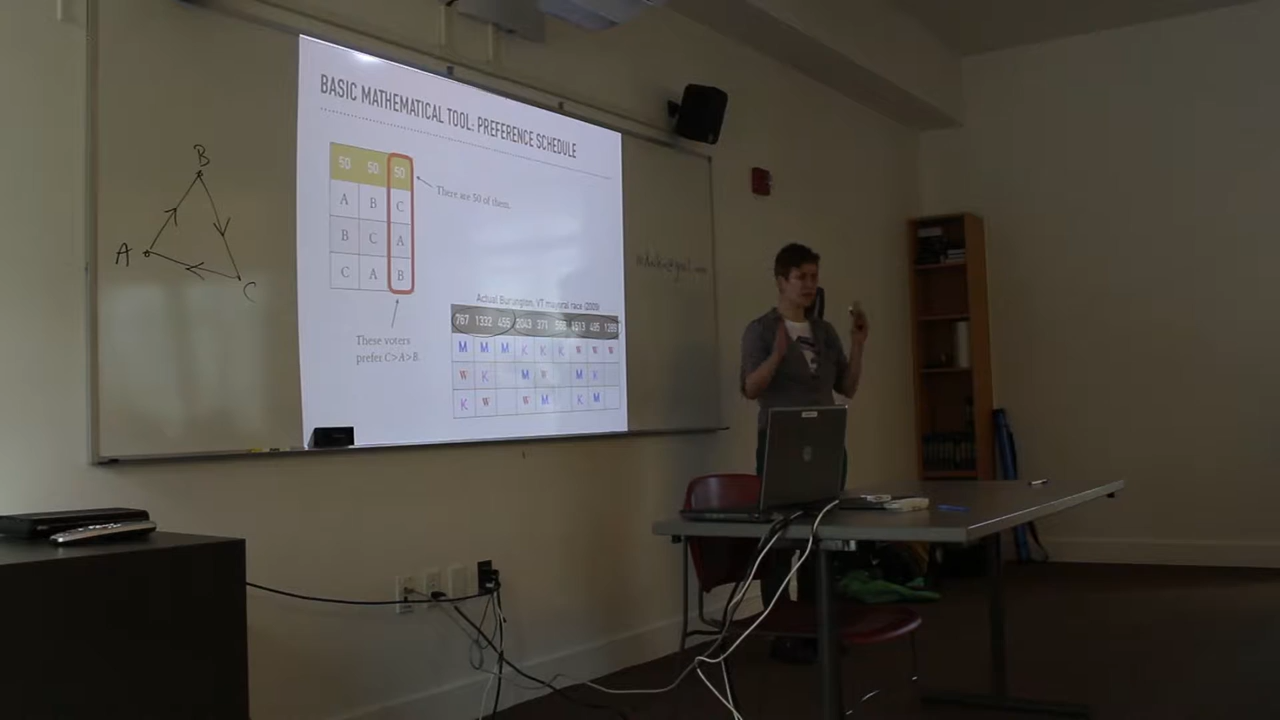 BASIC MATHEMATICAL TOOL: PREFERENCE SCHEDULE
B
A
C
50 50 50
A B C
B C A
C A B
There are 50 of them.
These voters
prefer C>A>B.
Actual Burlington, VT mayoral race (2009)
767 1332 455 2043 371 568 1513 495 1289
M M M K K K W W W
W K M W M K
K W W M K M